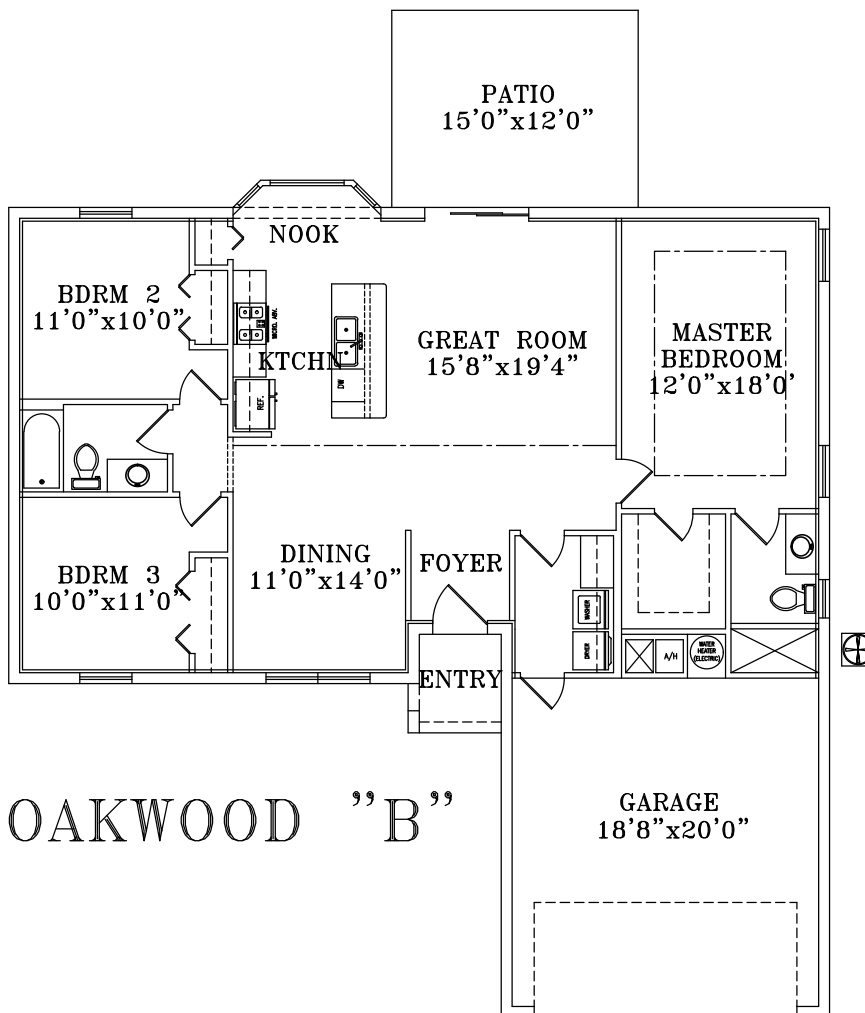 PATIO
15'0"x12'0"
NOOK
BDRM 2
11'0"x10'0"
MICRO. ABV.
KTCHN
DW
REF.
GREAT ROOM
15'8"x19'4"
MASTER
BEDROOM
12'0"x18'0'
DINING
11'0"x14'0"
FOYER
BDRM 3
10'0"x11'0"
WASHER
DRYER
A/H
WATER
HEATER
(ELECTRIC)
ENTRY
OAKWOOD "B"
GARAGE
18'8"x20'0"